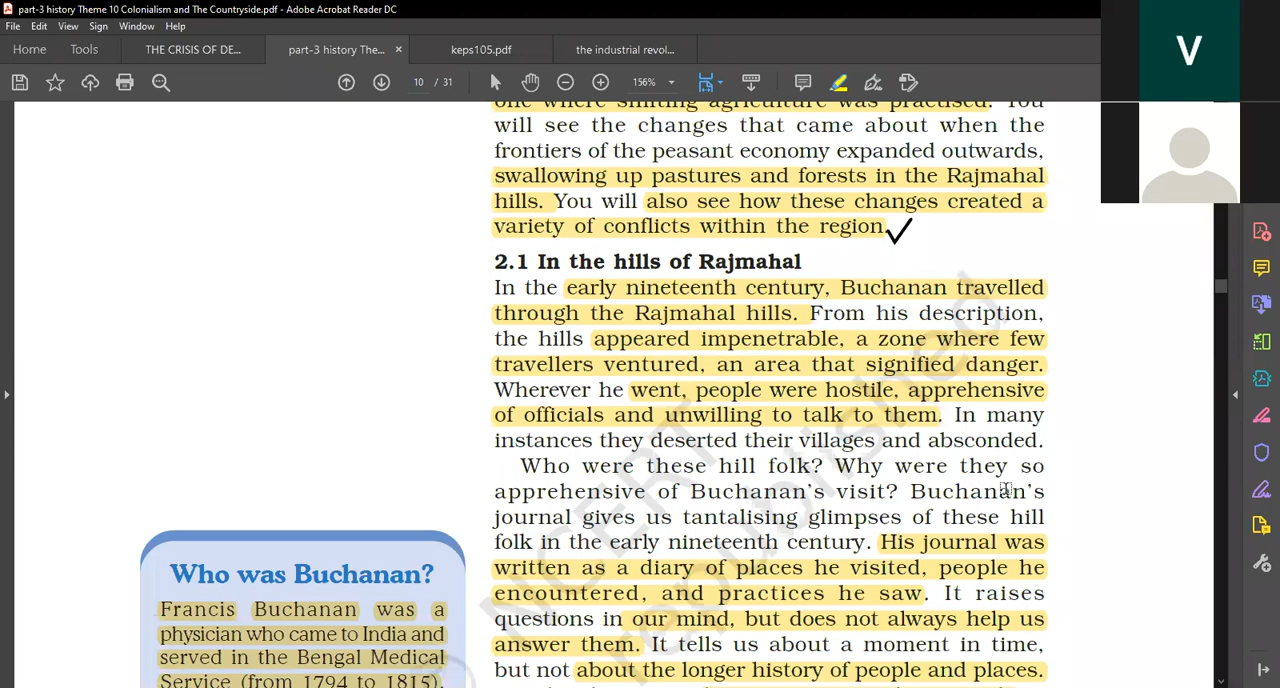 part-3 history Theme 10 Colonialism and The Countryside.pdf - Adobe Acrobat Reader DC
File Edit View Sign Window Help
Home Tools THE CRISIS OF DE... part-3 history The... × keps105.pdf the industrial revol...
10 / 31 156%
V
one where shifting agriculture was practised. You
will see the changes that came about when the
frontiers of the peasant economy expanded outwards,
swallowing up pastures and forests in the Rajmahal
hills. You will also see how these changes created a
variety of conflicts within the region
2.1 In the hills of Rajmahal
In the early nineteenth century, Buchanan travelled
through the Rajmahal hills. From his description,
the hills appeared impenetrable, a zone where few
travellers ventured, an area that signified danger.
Wherever he went, people were hostile, apprehensive
of officials and unwilling to talk to them. In many
instances they deserted their villages and absconded.
Who were these hill folk? Why were they so
apprehensive of Buchanan's visit? Buchanan's
journal gives us tantalising glimpses of these hill
folk in the early nineteenth century. His journal was
written as a diary of places he visited, people he
encountered, and practices he saw. It raises
questions in our mind, but does not always help us
answer them. It tells us about a moment in time,
but not about the longer history of people and places.
Who was Buchanan?
Francis Buchanan was a
physician who came to India and
served in the Bengal Medical
Service (from 1794 to 1815).
NCERT
republished